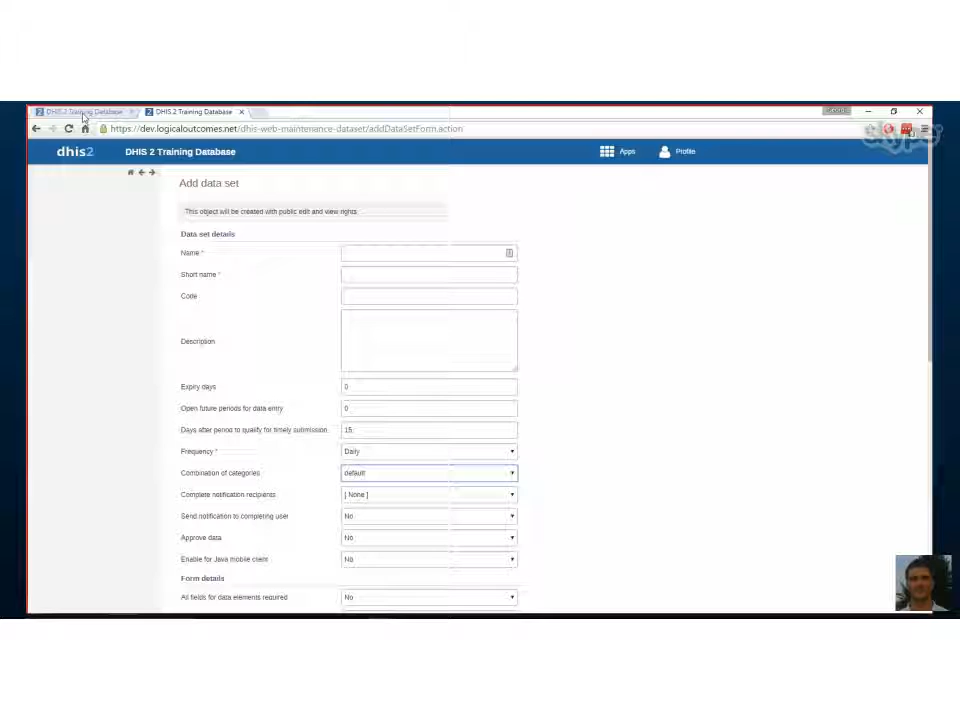 DHIS 2 Training Database
DHIS 2 Training Database
https://dev.logicaloutcomes.net/dhis-web-maintenance-dataset/addDataSetForm.action
skype
dhis2 DHIS 2 Training Database Apps Profile
Add data set
This object will be created with public edit and view rights
Data set details
Name *
Short name *
Code
Description
Expiry days 0
Open future periods for data entry 0
Days after period to qualify for timely submission 15
Frequency * Daily
Combination of categories default
Complete notification recipients [ None ]
Send notification to completing user No
Approve data No
Enable for Java mobile client No
Form details
All fields for data elements required No